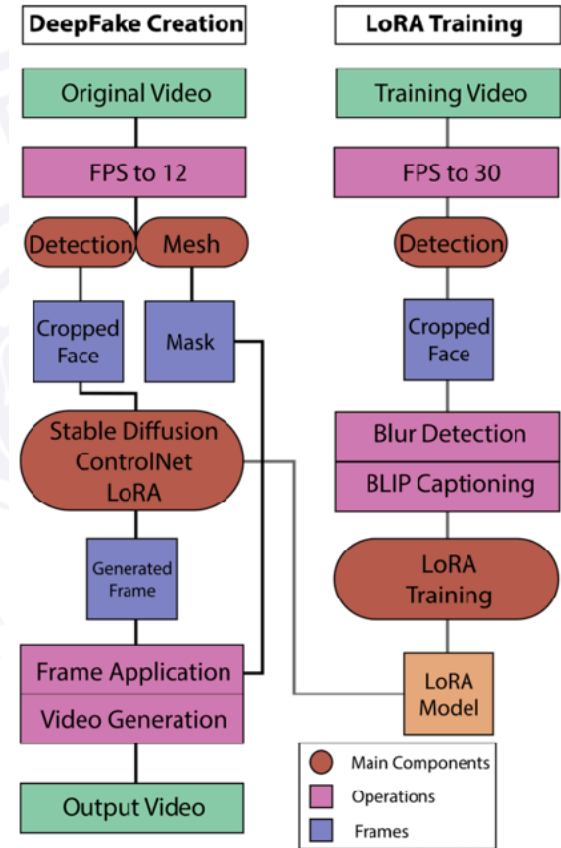 DeepFake Creation
Original Video
FPS to 12
Detection
Mesh
Cropped
Face
Mask
Stable Diffusion
ControlNet
LoRA
Generated
Frame
Frame Application
Video Generation
Output Video
LoRA Training
Training Video
FPS to 30
Detection
Cropped
Face
Blur Detection
BLIP Captioning
LoRA
Training
LoRA
Model
Main Components
Operations
Frames